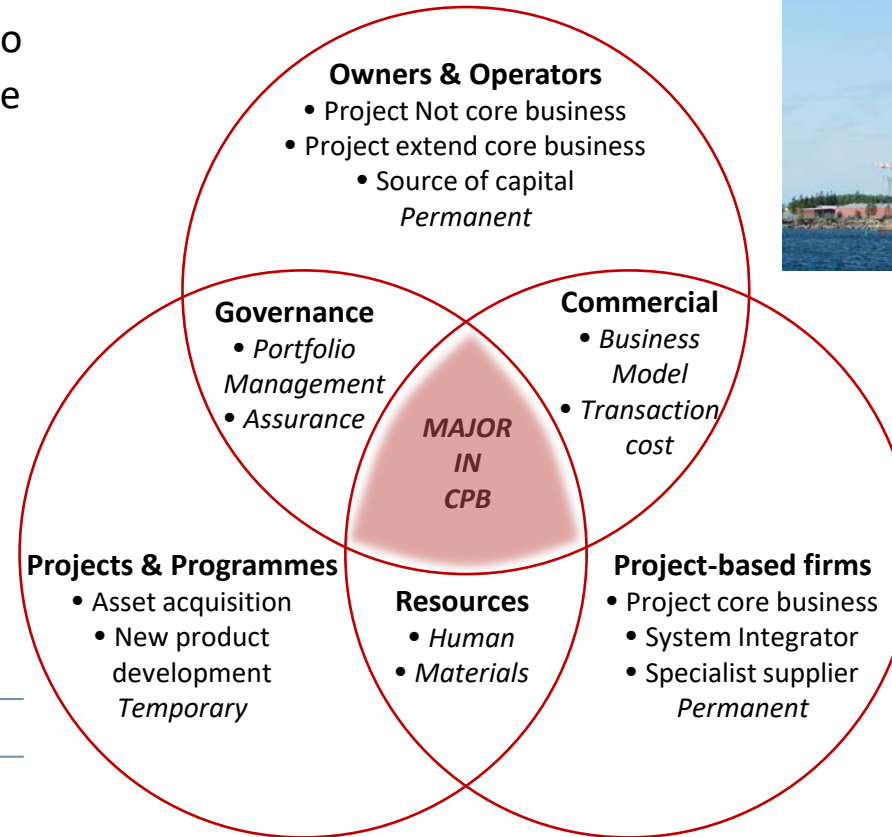 o
e
Owners & Operators
• Project Not core business
• Project extend core business
• Source of capital
Permanent
Governance
• Portfolio
Management
• Assurance
Commercial
• Business
Model
• Transaction
cost
MAJOR
IN
CPB
Projects & Programmes
• Asset acquisition
• New product
development
Temporary
Resources
• Human
• Materials
Project-based firms
• Project core business
• System Integrator
• Specialist supplier
Permanent